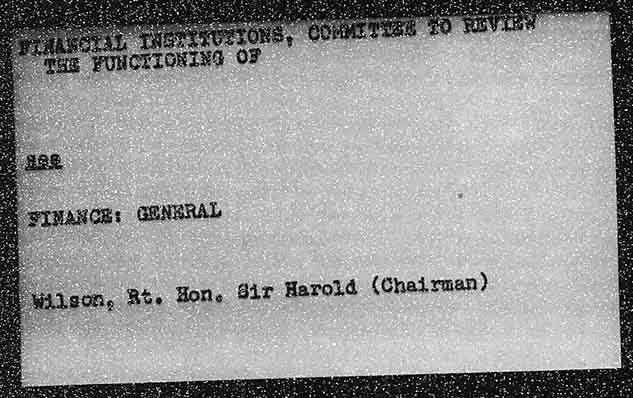 FINANCIAL INSTITUTIONS, COMMITTEE TO REVIEW
THE FUNCTIONING OF
see
FINANCE: GENERAL
Wilson, Rt. Hon. Sir Harold (Chairman)